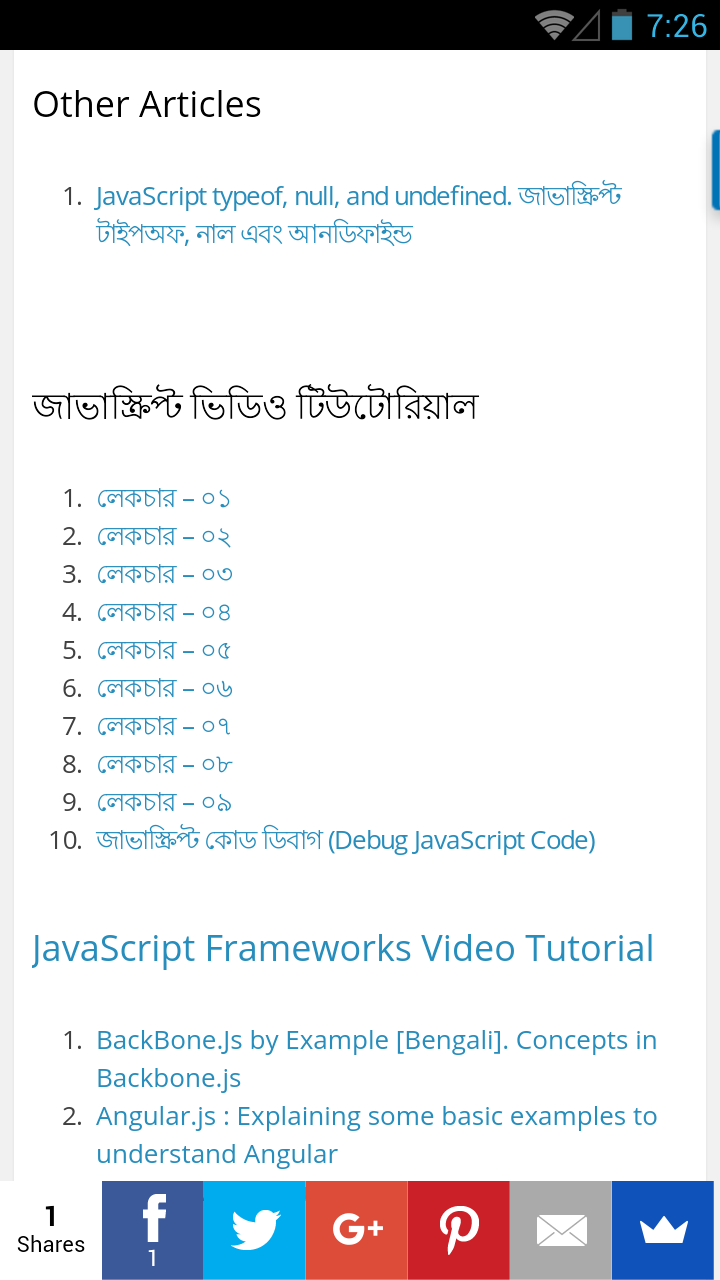 7:26
Other Articles
1. JavaScript typeof, null, and undefined. জাভাস্ক্রিপ্ট
টাইপঅফ, নাল এবং আনডিফাইন্ড
জাভাস্ক্রিপ্ট ভিডিও টিউটোরিয়াল
1. লেকচার – ০১
2. লেকচার – ০২
3. লেকচার – ০৩
4. লেকচার – ০৪
5. লেকচার – ০৫
6. লেকচার – ০৬
7. লেকচার – ০৭
8. লেকচার – ০৮
9. লেকচার – ০৯
10. জাভাস্ক্রিপ্ট কোড ডিবাগ (Debug JavaScript Code)
JavaScript Frameworks Video Tutorial
1. BackBone.Js by Example [Bengali]. Concepts in
Backbone.js
2. Angular.js : Explaining some basic examples to
understand Angular
1
Shares
f
1
G+